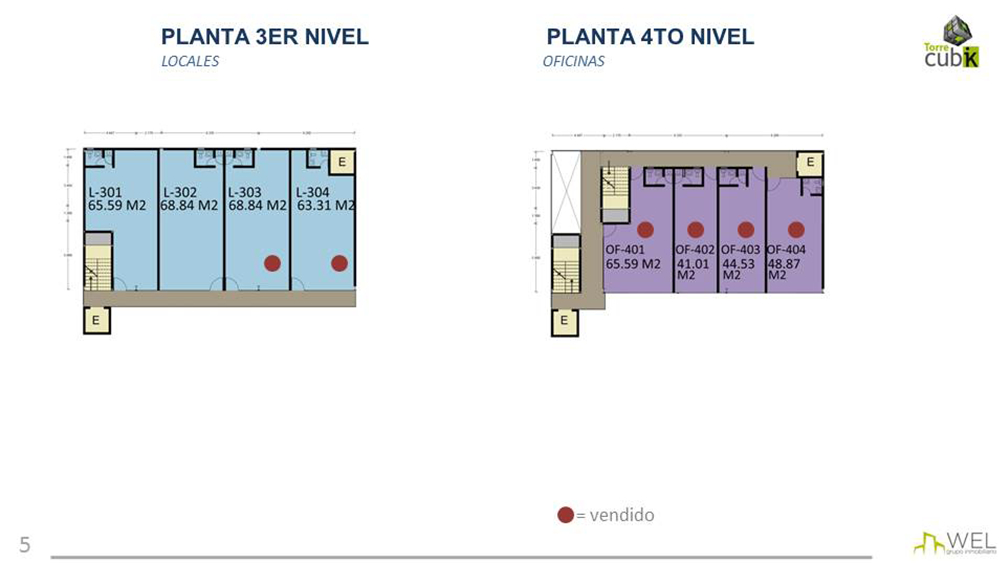 PLANTA 3ER NIVEL
LOCALES
PLANTA 4TO NIVEL
OFICINAS
Torre
cubik
E
L-301
65.59 M2
L-302
68.84 M2
L-303
68.84 M2
L-304
63.31 M2
E
E
OF-401
65.59 M2
OF-402
41.01
M2
OF-403
44.53
M2
OF-404
48.87
M2
E
= vendido
5
WEL
grupo inmobiliario